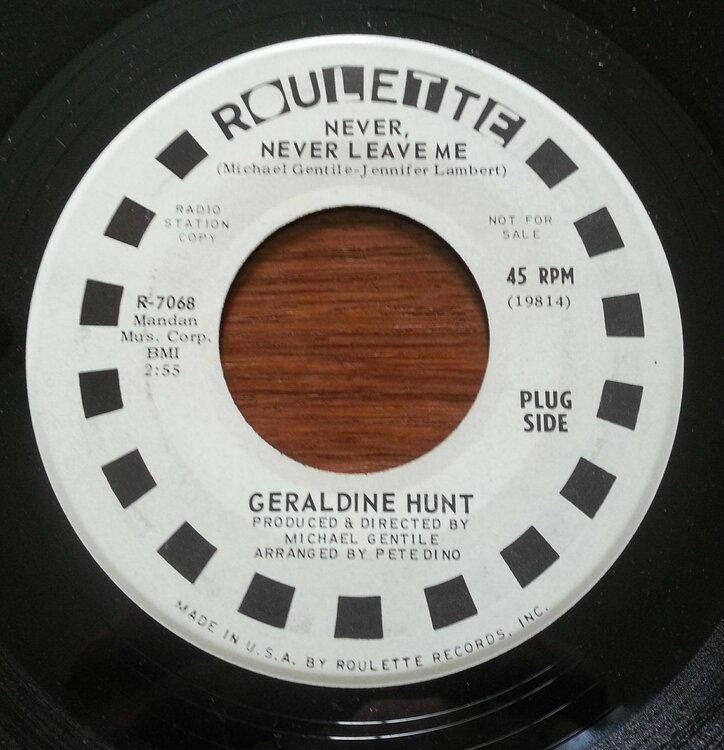 ROULETTE
NEVER,
NEVER LEAVE ME
(Michael Gentile-Jennifer Lambert)
RADIO
STATION
COPY
NOT FOR
SALE
R-7068
Mandan
Mus. Corp.
BMI
2:55
45 RPM
(19814)
PLUG
SIDE
GERALDINE HUNT
PRODUCED & DIRECTED BY
MICHAEL GENTILE
ARRANGED BY PETE DINO
MADE IN U.S.A. BY ROULETTE RECORDS, INC.